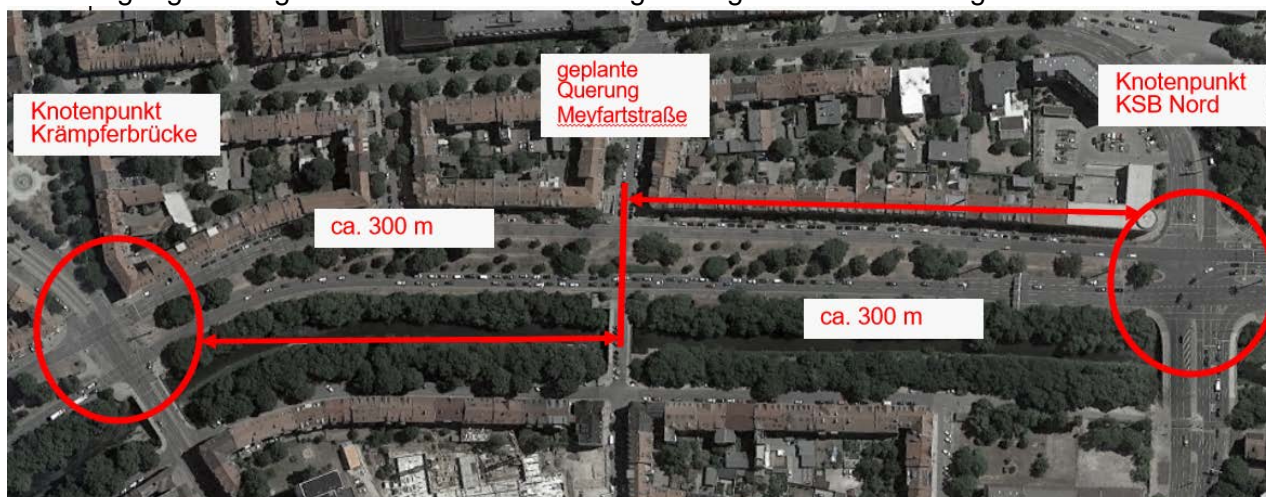 Knotenpunkt
Krämpferbrücke
geplante
Querung
Meyfartstraße
Knotenpunkt
KSB Nord
ca. 300 m
ca. 300 m